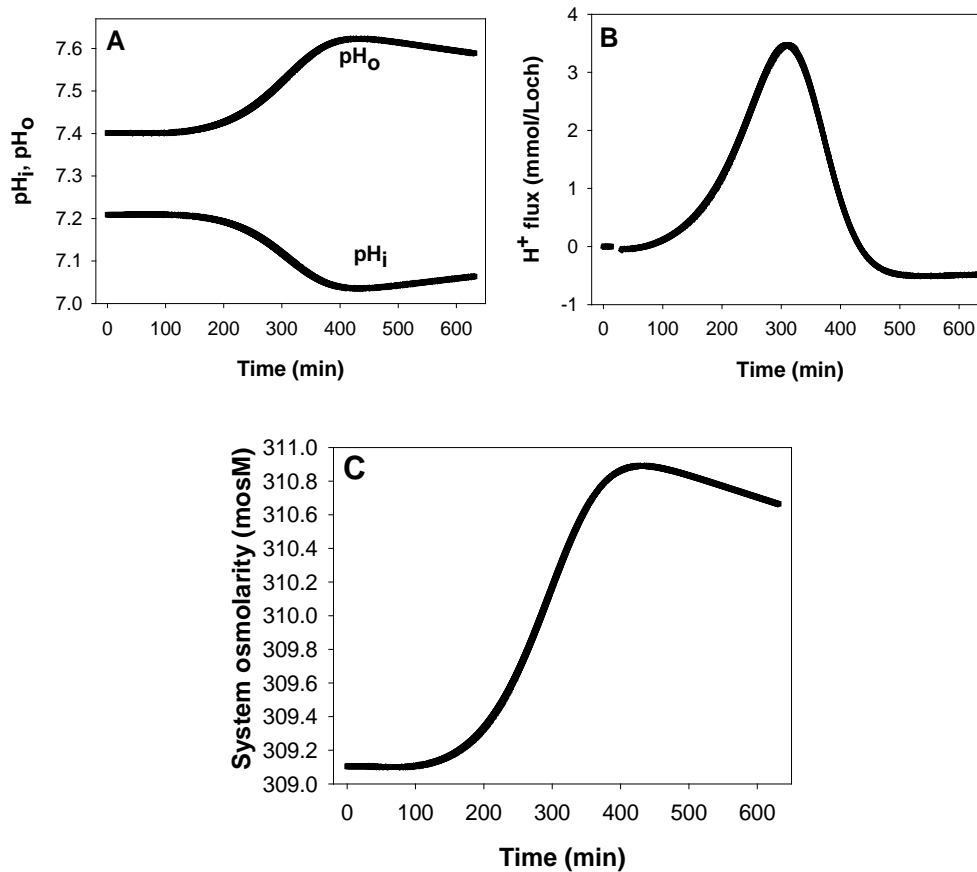 A
7.6
7.5
7.4
7.3
7.2
7.1
7.0
pHi, pHo
pHo
pHi
0 100 200 300 400 500 600
Time (min)
B
4
3
2
1
0
-1
H+ flux (mmol/Loch)
0 100 200 300 400 500 600
Time (min)
C
311.0
310.8
310.6
310.4
310.2
310.0
309.8
309.6
309.4
309.2
309.0
System osmolarity (mosM)
0 100 200 300 400 500 600
Time (min)